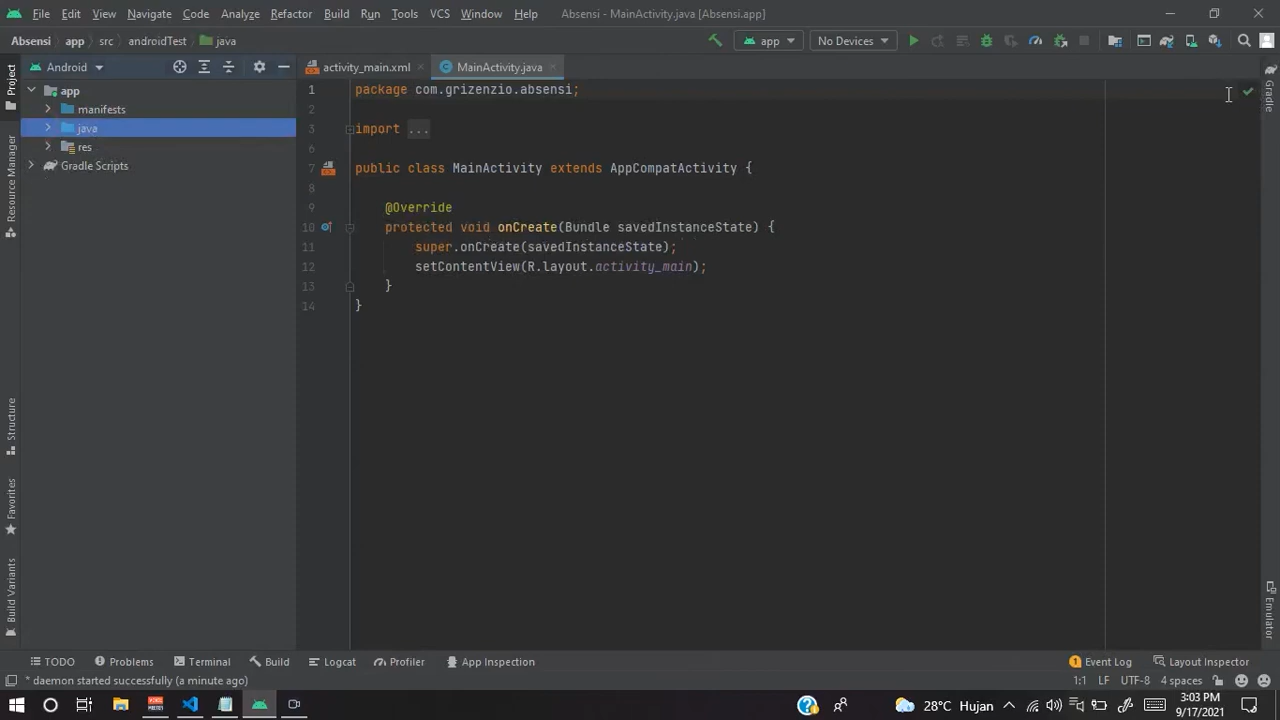 File Edit View Navigate Code Analyze Refactor Build Run Tools VCS Window Help Absensi - MainActivity.java [Absensi.app]
Absensi app src androidTest java app No Devices
Android activity_main.xml MainActivity.java
Project
Resource Manager
Structure
Favorites
Build Variants
app
manifests
java
res
Gradle Scripts
1 package com.grizenzio.absensi;
2
3 import ...
6
7 public class MainActivity extends AppCompatActivity {
8
9 @Override
10 protected void onCreate(Bundle savedInstanceState) {
11 super.onCreate(savedInstanceState);
12 setContentView(R.layout.activity_main);
13 }
14 }
Gradle
Emulator
TODO Problems Terminal Build Logcat Profiler App Inspection 1 Event Log Layout Inspector
* daemon started successfully (a minute ago) 1:1 LF UTF-8 4 spaces
28°C Hujan 3:03 PM
9/17/2021